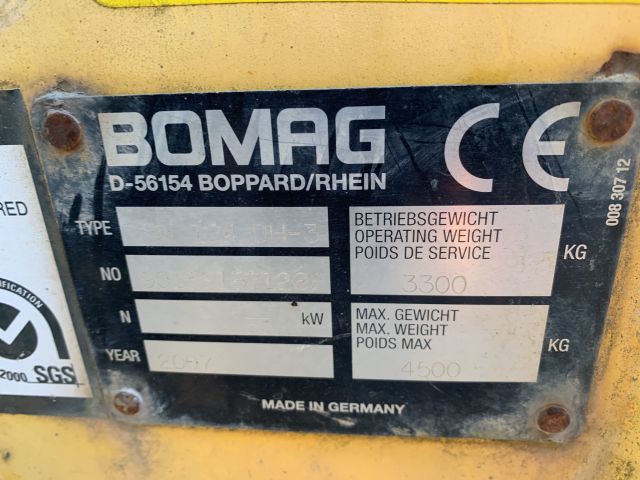 BOMAG
CE
D-56154 BOPPARD/RHEIN
TYPE
NO
N kW
YEAR
BETRIEBSGEWICHT
OPERATING WEIGHT
POIDS DE SERVICE
3300 KG
MAX. GEWICHT
MAX. WEIGHT
POIDS MAX
4500 KG
MADE IN GERMANY
008 307 12
RED
2000 SGS